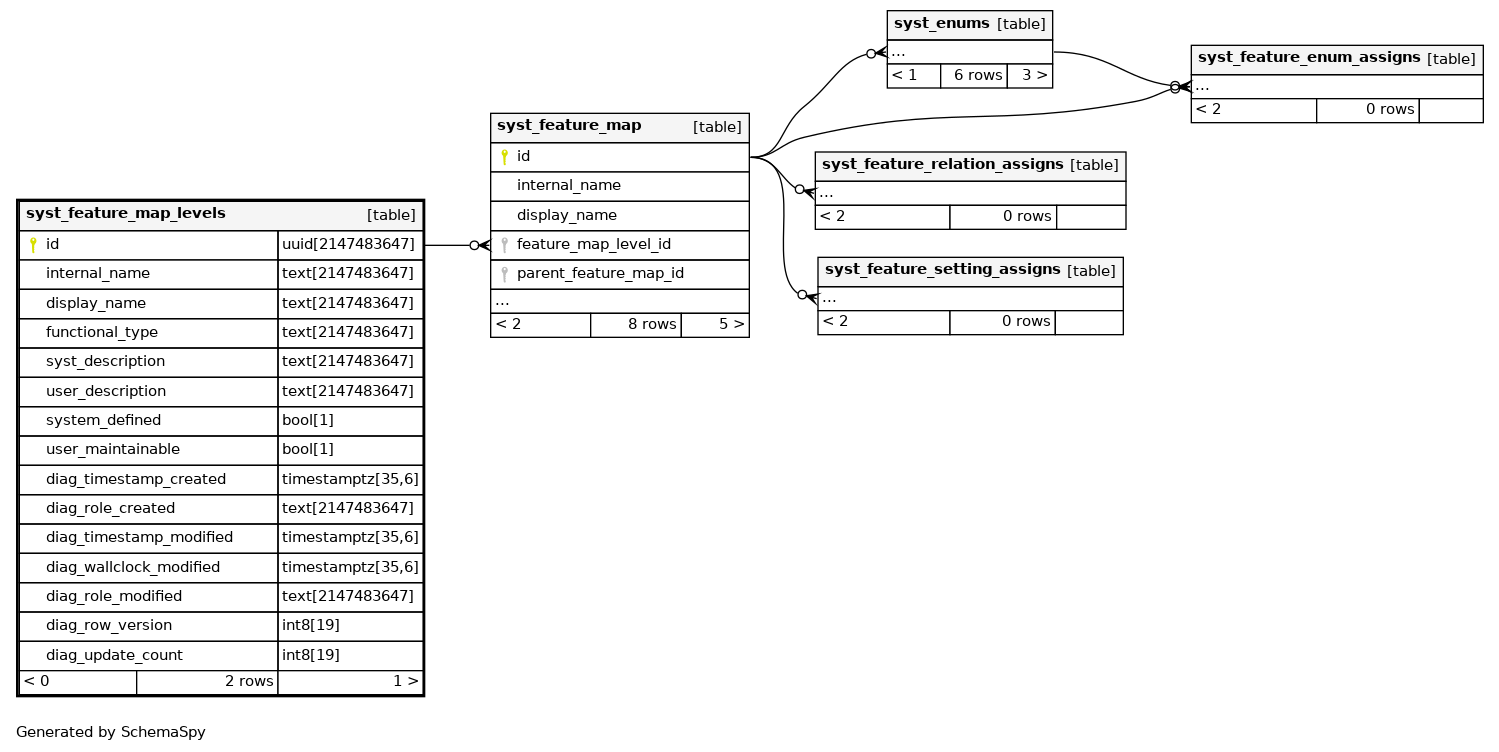 syst_enums [table]
...
< 1 6 rows 3 >
syst_feature_enum_assigns [table]
...
< 2 0 rows
syst_feature_map [table]
id
internal_name
display_name
feature_map_level_id
parent_feature_map_id
...
< 2 8 rows 5 >
syst_feature_relation_assigns [table]
...
< 2 0 rows
syst_feature_setting_assigns [table]
...
< 2 0 rows
syst_feature_map_levels [table]
id uuid[2147483647]
internal_name text[2147483647]
display_name text[2147483647]
functional_type text[2147483647]
syst_description text[2147483647]
user_description text[2147483647]
system_defined bool[1]
user_maintainable bool[1]
diag_timestamp_created timestamptz[35,6]
diag_role_created text[2147483647]
diag_timestamp_modified timestamptz[35,6]
diag_wallclock_modified timestamptz[35,6]
diag_role_modified text[2147483647]
diag_row_version int8[19]
diag_update_count int8[19]
< 0 2 rows 1 >
Generated by SchemaSpy